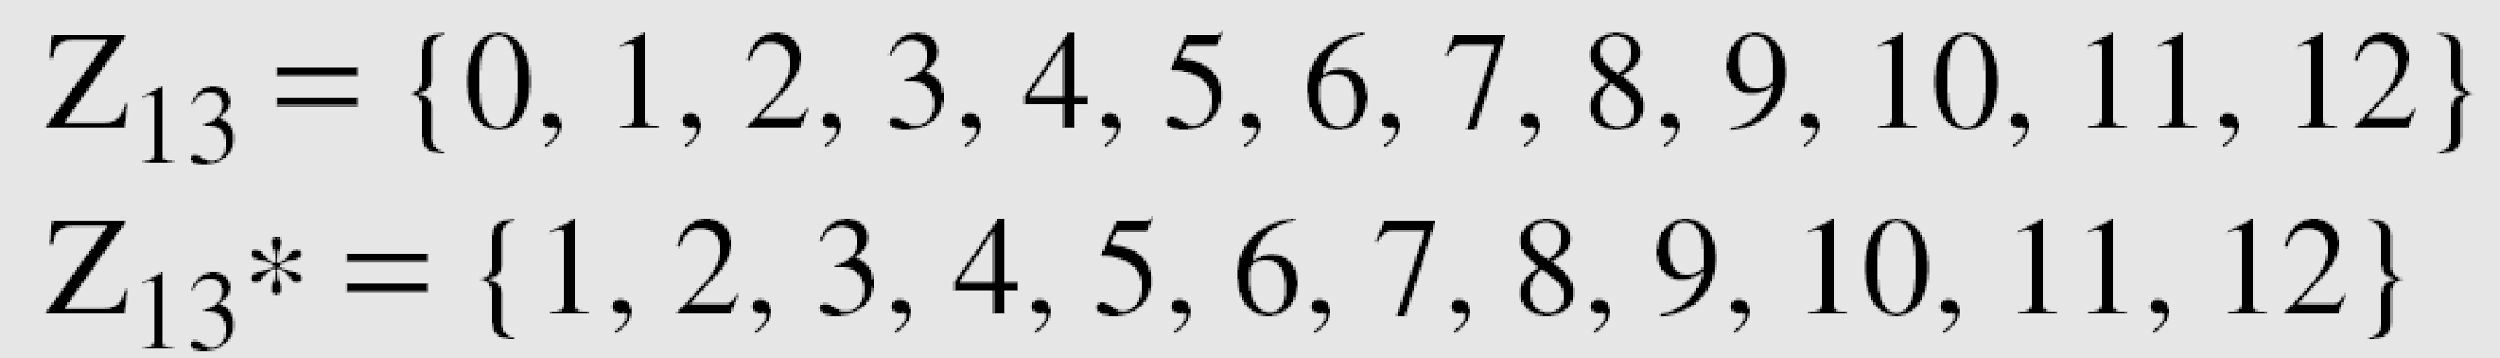 Z₁₃ = {0, 1, 2, 3, 4, 5, 6, 7, 8, 9, 10, 11, 12}
Z₁₃* = {1, 2, 3, 4, 5, 6, 7, 8, 9, 10, 11, 12}